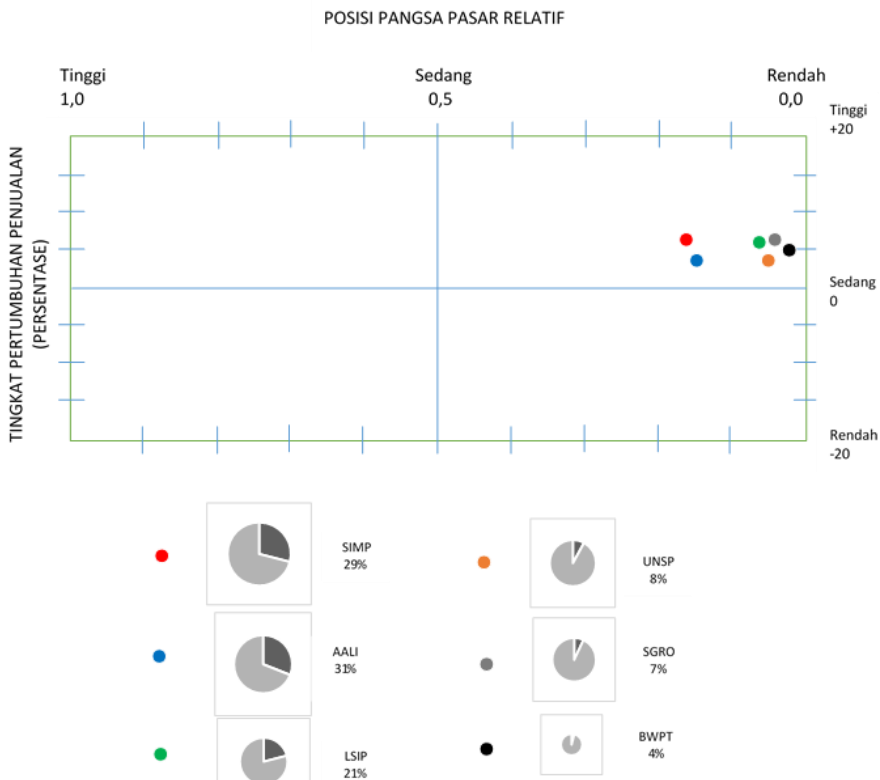 POSISI PANGSA PASAR RELATIF
Tinggi
1,0
Sedang
0,5
Rendah
0,0
Tinggi
+20
TINGKAT PERTUMBUHAN PENJUALAN
(PERSENTASE)
Sedang
0
Rendah
-20
SIMP
29%
UNSP
8%
AALI
31%
SGRO
7%
LSIP
21%
BWPT
4%